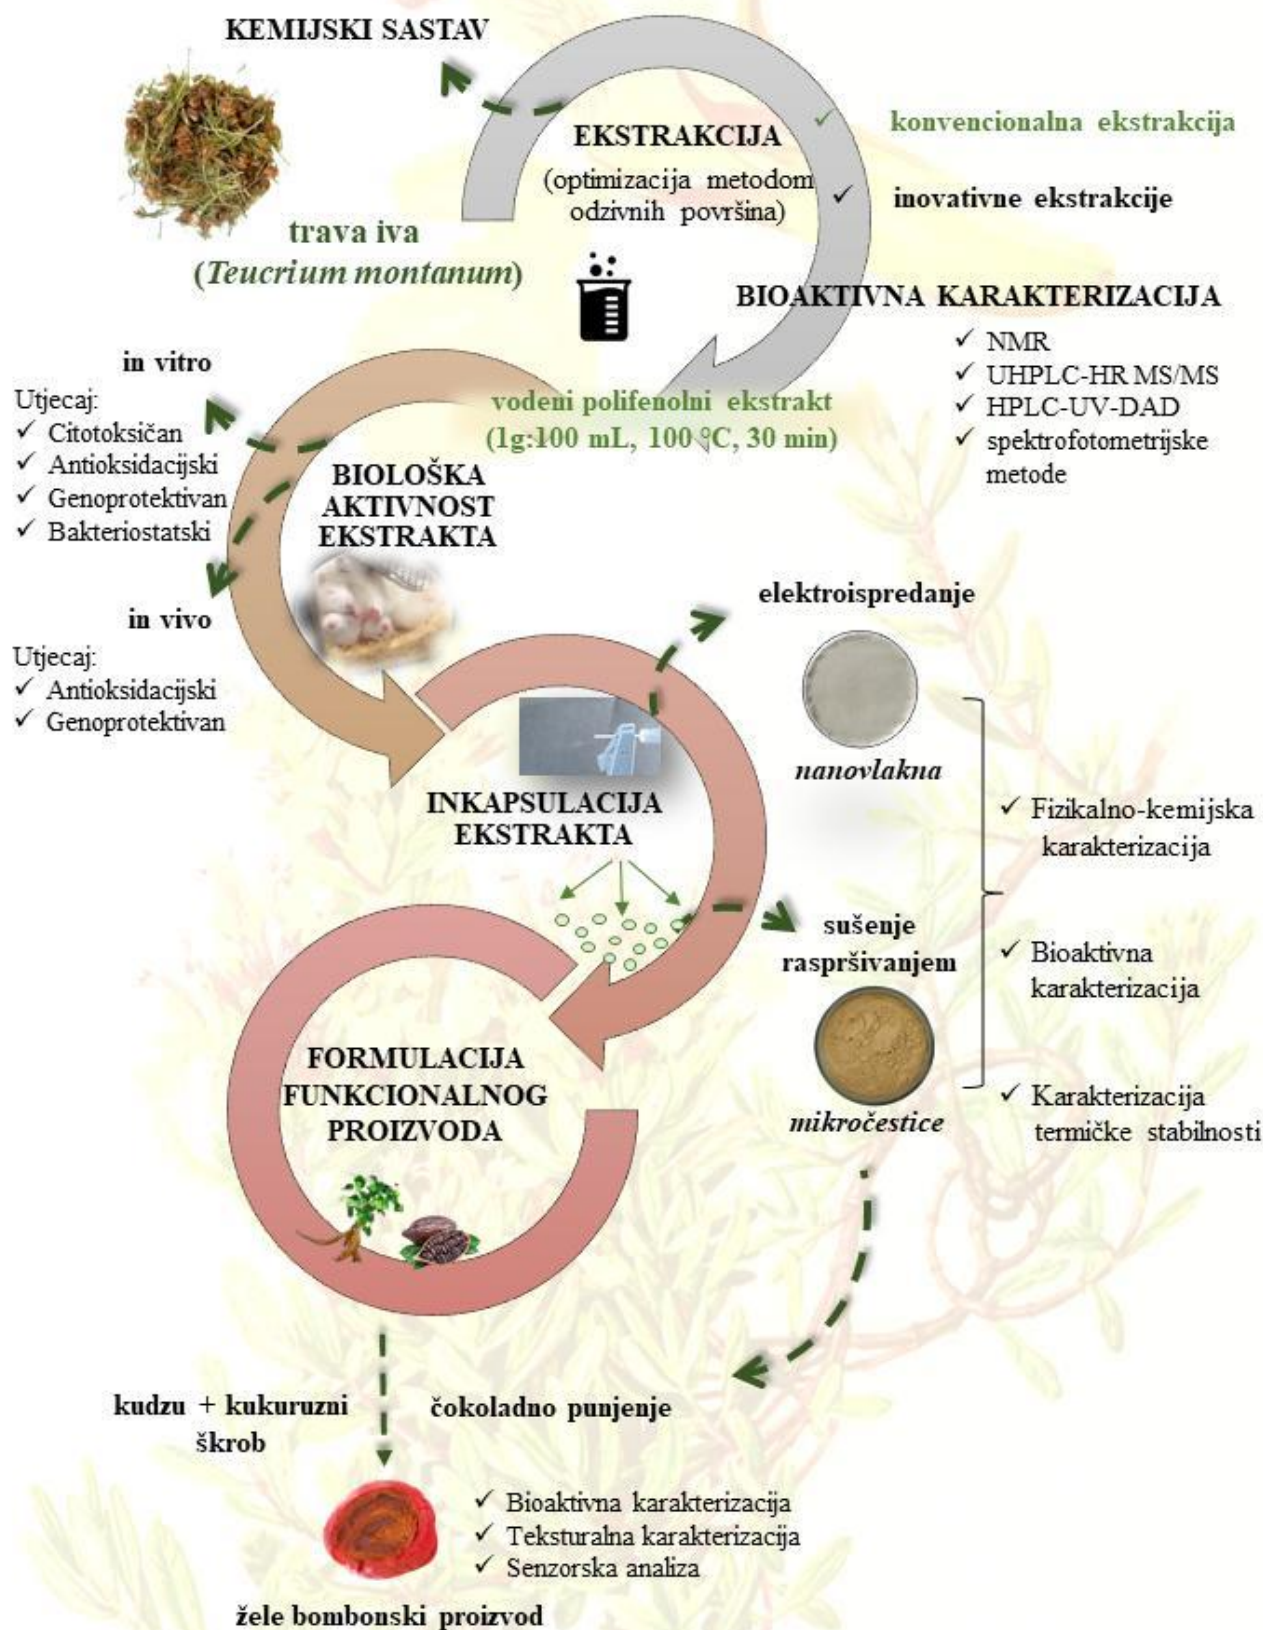 KEMIJSKI SASTAV
EKSTRAKCIJA
(optimizacija metodom
odzivnih površina)
✓ konvencionalna ekstrakcija
✓ inovativne ekstrakcije
trava iva
(Teucrium montanum)
BIOAKTIVNA KARAKTERIZACIJA
✓ NMR
✓ UHPLC-HR MS/MS
✓ HPLC-UV-DAD
✓ spektrofotometrijske
metode
vodeni polifenolni ekstrakt
(1g:100 mL, 100 °C, 30 min)
in vitro
Utjecaj:
✓ Citotoksičan
✓ Antioksidacijski
✓ Genoprotektivan
✓ Bakteriostatski
BIOLOŠKA
AKTIVNOST
EKSTRAKTA
in vivo
Utjecaj:
✓ Antioksidacijski
✓ Genoprotektivan
elektroispredanje
nanovlakna
INKAPSULACIJA
EKSTRAKTA
sušenje
raspršivanjem
mikročestice
✓ Fizikalno-kemijska
karakterizacija
✓ Bioaktivna
karakterizacija
✓ Karakterizacija
termičke stabilnosti
FORMULACIJA
FUNKCIONALNOG
PROIZVODA
kudzu + kukuruzni
škrob
čokoladno punjenje
✓ Bioaktivna karakterizacija
✓ Teksturalna karakterizacija
✓ Senzorska analiza
žele bombonski proizvod